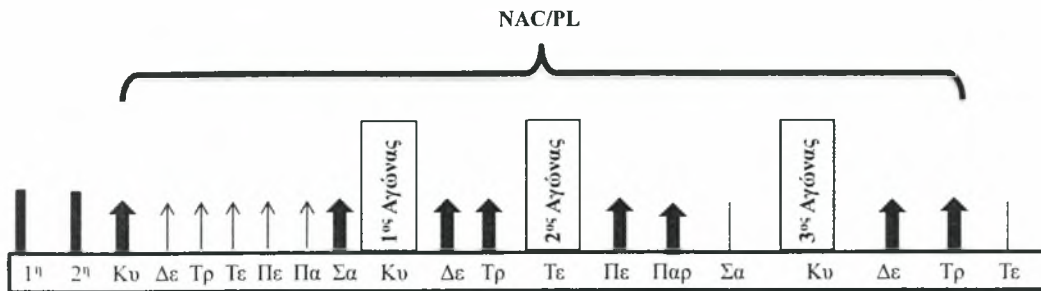 NAC/PL
1ος Αγώνας
2ος Αγώνας
3ος Αγώνας
1η 2η Κυ Δε Τρ Τε Πε Πα Σα Κυ Δε Τρ Τε Πε Παρ Σα Κυ Δε Τρ Τε